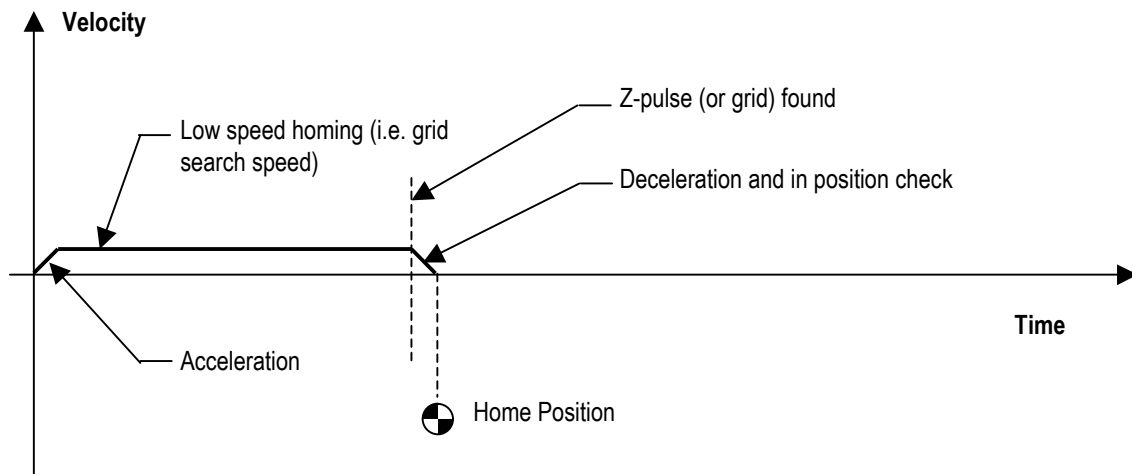 Velocity
Z-pulse (or grid) found
Low speed homing (i.e. grid
search speed)
Deceleration and in position check
Time
Acceleration
Home Position